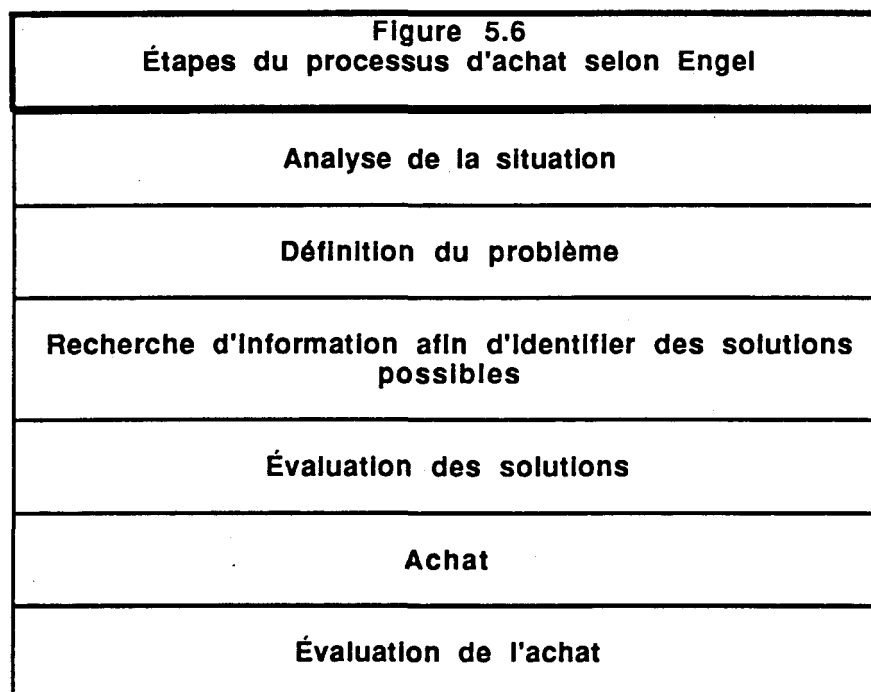 Figure 5.6
Étapes du processus d'achat selon Engel
Analyse de la situation
Définition du problème
Recherche d'information afin d'identifier des solutions
possibles
Évaluation des solutions
Achat
Évaluation de l'achat